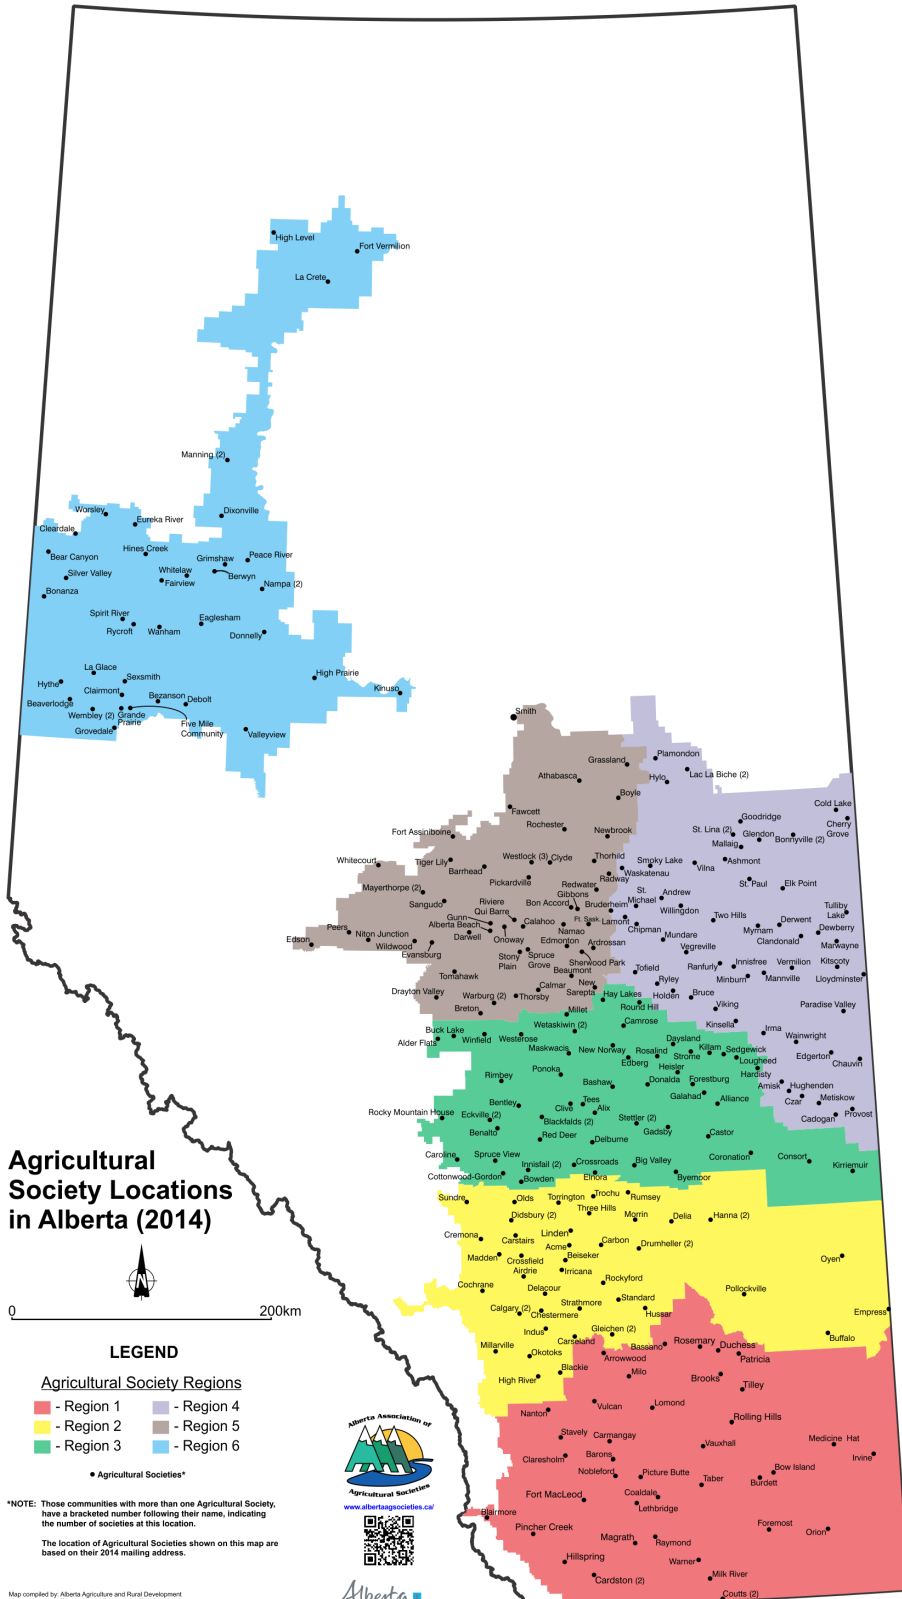 High Level
Fort Vermilion
La Crete
Manning (2)
Worsley
Dixonville
Eureka River
Cleardale
Hines Creek
Bear Canyon
Peace River
Grimshaw
Whitelaw
Silver Valley
Berwyn
Fairview
Nampa (2)
Bonanza
Spirit River
Eaglesham
Rycroft
Wanham
Donnelly
La Glace
High Prairie
Sexsmith
Hythe
Kinuso
Clairmont
Bezanson
Debolt
Beaverlodge
Wembley (2)
Grande
Prairie
Five Mile
Community
Grovedale
Valleyview
Smith
Plamondon
Grassland
Lac La Biche (2)
Athabasca
Hylo
Boyle
Cold Lake
Fawcett
Goodridge
Cherry
Grove
Rochester
St. Lina (2)
Glendon
Bonnyville (2)
Fort Assiniboine
Newbrook
Mallaig
Whitecourt
Tiger Lily
Westlock (3)
Clyde
Thorhild
Smoky Lake
Vilna
Ashmont
Barrhead
Waskatenau
Radway
Pickardville
Redwater
St. Paul
Elk Point
Mayerthorpe (2)
Gibbons
St.
Michael
Andrew
Sangudo
Riviere
Qui Barre
Bon Accord
Bruderheim
Willingdon
Tulliby
Lake
Gunn
Calahoo
Ft. Sask.
Lamont
Two Hills
Derwent
Alberta Beach
Namao
Chipman
Myrnam
Dewberry
Peers
Niton Junction
Darwell
Onoway
Mundare
Clandonald
Marwayne
Edson
Wildwood
Edmonton
Ardrossan
Vegreville
Evansburg
Stony
Plain
Spruce
Grove
Sherwood Park
Ranfurly
Innisfree
Vermilion
Kitscoty
Tomahawk
Beaumont
Tofield
Minburn
Mannville
Lloydminster
Calmar
New
Sarepta
Ryley
Drayton Valley
Warburg (2)
Thorsby
Hay Lakes
Holden
Bruce
Viking
Paradise Valley
Breton
Millet
Round Hill
Kinsella
Buck Lake
Wetaskiwin (2)
Camrose
Irma
Wainwright
Alder Flats
Winfield
Westerose
Daysland
Killam
Sedgewick
Maskwacis
New Norway
Rosalind
Strome
Lougheed
Edgerton
Chauvin
Edberg
Heisler
Hardisty
Rimbey
Ponoka
Bashaw
Donalda
Forestburg
Amisk
Hughenden
Galahad
Alliance
Czar
Metiskow
Bentley
Clive
Tees
Alix
Provost
Rocky Mountain House
Eckville (2)
Blackfalds (2)
Stettler (2)
Cadogan
Benalto
Red Deer
Delburne
Gadsby
Castor
Caroline
Spruce View
Innisfail (2)
Crossroads
Big Valley
Coronation
Consort
Kirriemuir
Cottonwood-Gordon
Bowden
Elnora
Byemoor
Sundre
Olds
Torrington
Trochu
Rumsey
Didsbury (2)
Three Hills
Morrin
Delia
Hanna (2)
Cremona
Carstairs
Linden
Acme
Carbon
Drumheller (2)
Madden
Crossfield
Beiseker
Oyen
Airdrie
Irricana
Cochrane
Delacour
Rockyford
Pollockville
Calgary (2)
Strathmore
Standard
Chestermere
Hussar
Empress
Indus
Gleichen (2)
Buffalo
Carseland
Bassano
Rosemary
Duchess
Millarville
Okotoks
Arrowwood
Patricia
Blackie
Milo
Brooks
High River
Tilley
Nanton
Vulcan
Lomond
Rolling Hills
Stavely
Carmangay
Vauxhall
Medicine Hat
Claresholm
Barons
Irvine
Nobleford
Picture Butte
Taber
Bow Island
Burdett
Fort MacLeod
Coaldale
Lethbridge
Blairmore
Pincher Creek
Foremost
Orion
Magrath
Raymond
Hillspring
Warner
Cardston (2)
Milk River
Coutts (2)
Agricultural
Society Locations
in Alberta (2014)
N
0 200km
LEGEND
Agricultural Society Regions
- Region 1
- Region 2
- Region 3
- Region 4
- Region 5
- Region 6
Agricultural Societies*
*NOTE: Those communities with more than one Agricultural Society,
have a bracketed number following their name, indicating
the number of societies at this location.
The location of Agricultural Societies shown on this map are
based on their 2014 mailing address.
Map compiled by: Alberta Agriculture and Rural Development
Alberta Association of
Agricultural Societies
www.albertaagsocieties.ca/
Alberta